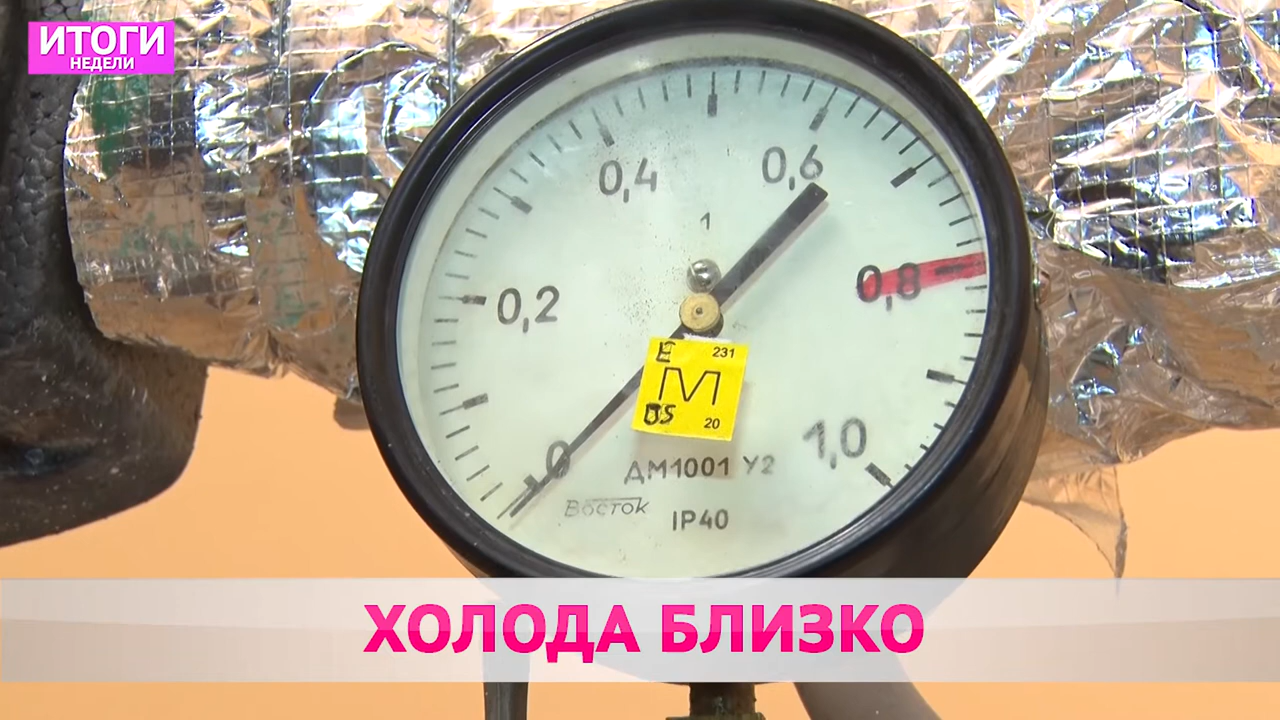 ИТОГИ
НЕДЕЛИ
0,4
0,6
1
0,2
0,8
Е 231
М
05 20
0
1,0
ДМ1001 У2
Восток
IP40
ХОЛОДА БЛИЗКО